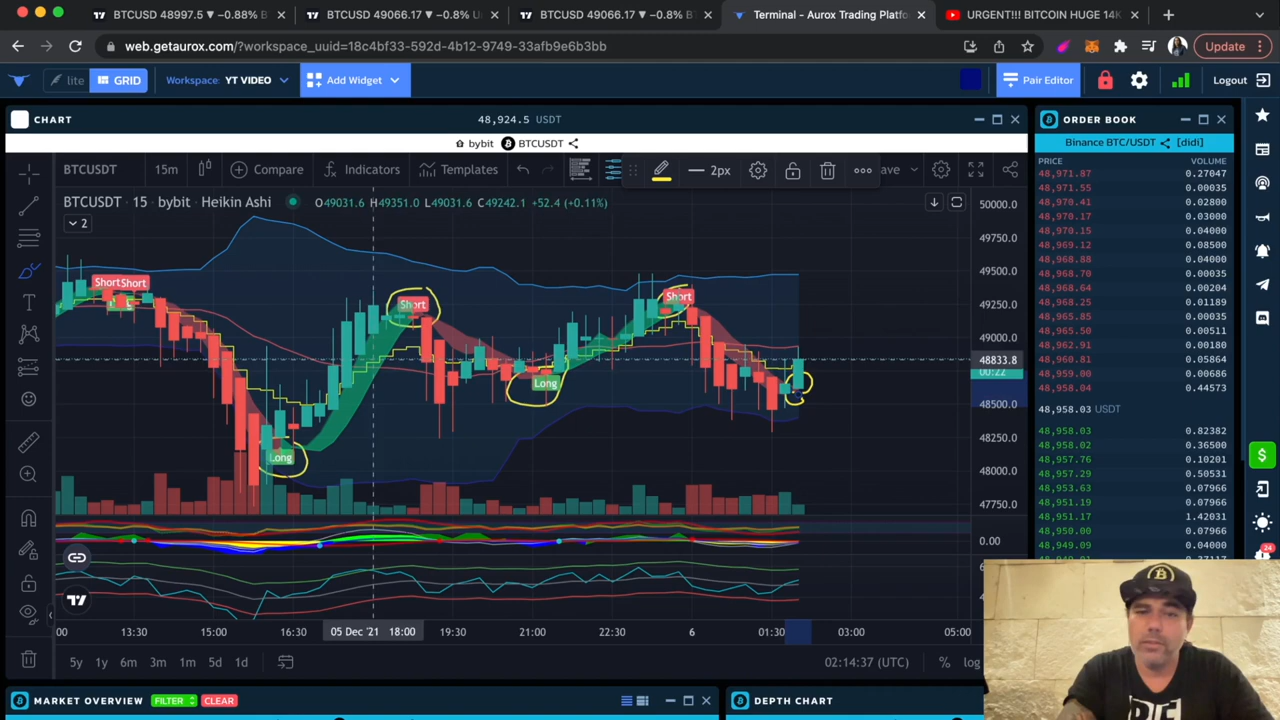 BTCUSD 48997.5 ▼ −0.88% B
BTCUSD 49066.17 ▼ −0.8% U
BTCUSD 49066.17 ▼ −0.8% B
Terminal - Aurox Trading Platfo
URGENT!!! BITCOIN HUGE 14K
web.getaurox.com/?workspace_uuid=18c4bf33-592d-4b12-9749-33afb9e6b3bb
Update
lite
GRID
Workspace: YT VIDEO
Add Widget
Pair Editor
Logout
CHART
48,924.5 USDT
bybit BTCUSDT
BTCUSDT
15m
Compare
Indicators
Templates
2px
ave
BTCUSDT · 15 · bybit · Heikin Ashi
O49031.6 H49351.0 L49031.6 C49242.1 +52.4 (+0.11%)
2
Short
Short
Long
Short
Long
Short
50000.0
49750.0
49500.0
49250.0
49000.0
48833.8
00:22
48500.0
48250.0
48000.0
47750.0
0.00
00
13:30
15:00
16:30
05 Dec '21 18:00
19:30
21:00
22:30
6
01:30
03:00
05:00
5y
1y
6m
3m
1m
5d
1d
02:14:37 (UTC)
%
log
ORDER BOOK
Binance BTC/USDT [didi]
PRICE VOLUME
48,971.87 0.27047
48,971.55 0.00035
48,970.41 0.02800
48,970.17 0.03000
48,970.15 0.04000
48,969.12 0.08500
48,968.88 0.04000
48,968.70 0.00035
48,968.64 0.00204
48,968.25 0.01189
48,965.85 0.00035
48,965.50 0.00511
48,962.91 0.00180
48,960.81 0.05864
48,959.00 0.00686
48,958.04 0.44573
48,958.03 USDT
48,958.03 0.82382
48,958.02 0.36500
48,957.76 0.10201
48,957.29 0.50531
48,953.63 0.07966
48,951.19 0.07966
48,951.17 1.42031
48,950.00 0.07966
48,949.09 0.04000
24
MARKET OVERVIEW
FILTER
CLEAR
DEPTH CHART